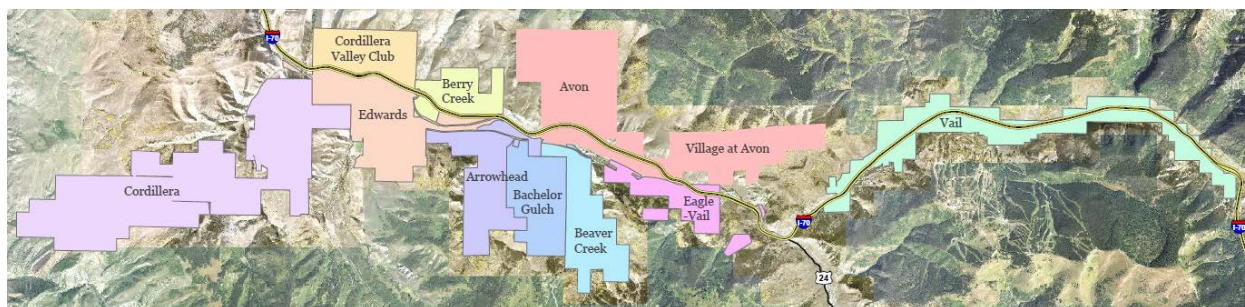 I-70
Cordillera
Valley Club
Berry
Creek
Avon
Edwards
Vail
Village at Avon
Cordillera
Arrowhead
Bachelor
Gulch
Eagle
-Vail
Beaver
Creek
I-70
I-70
24